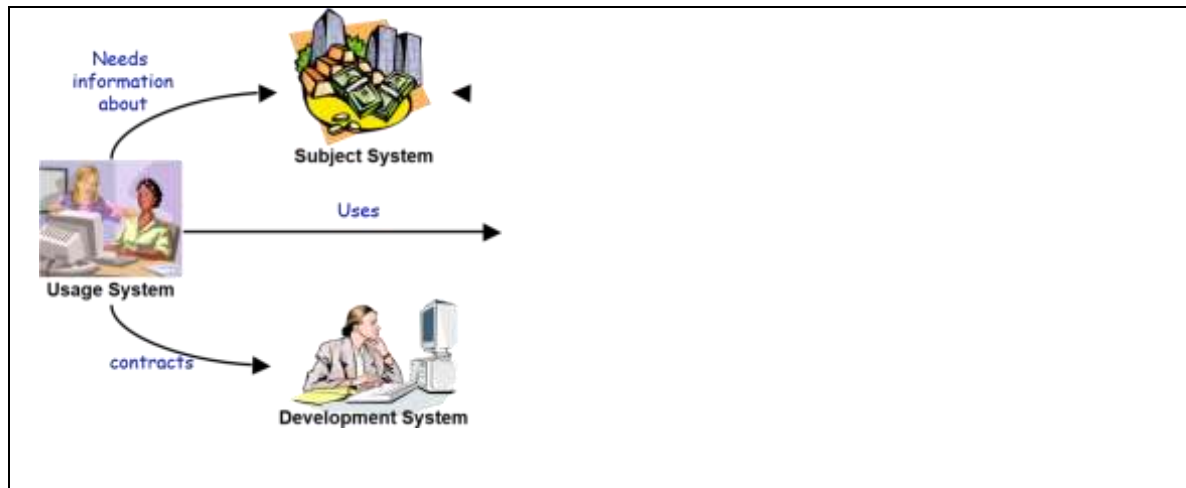 Needs
information
about
Subject System
Uses
Usage System
contracts
Development System